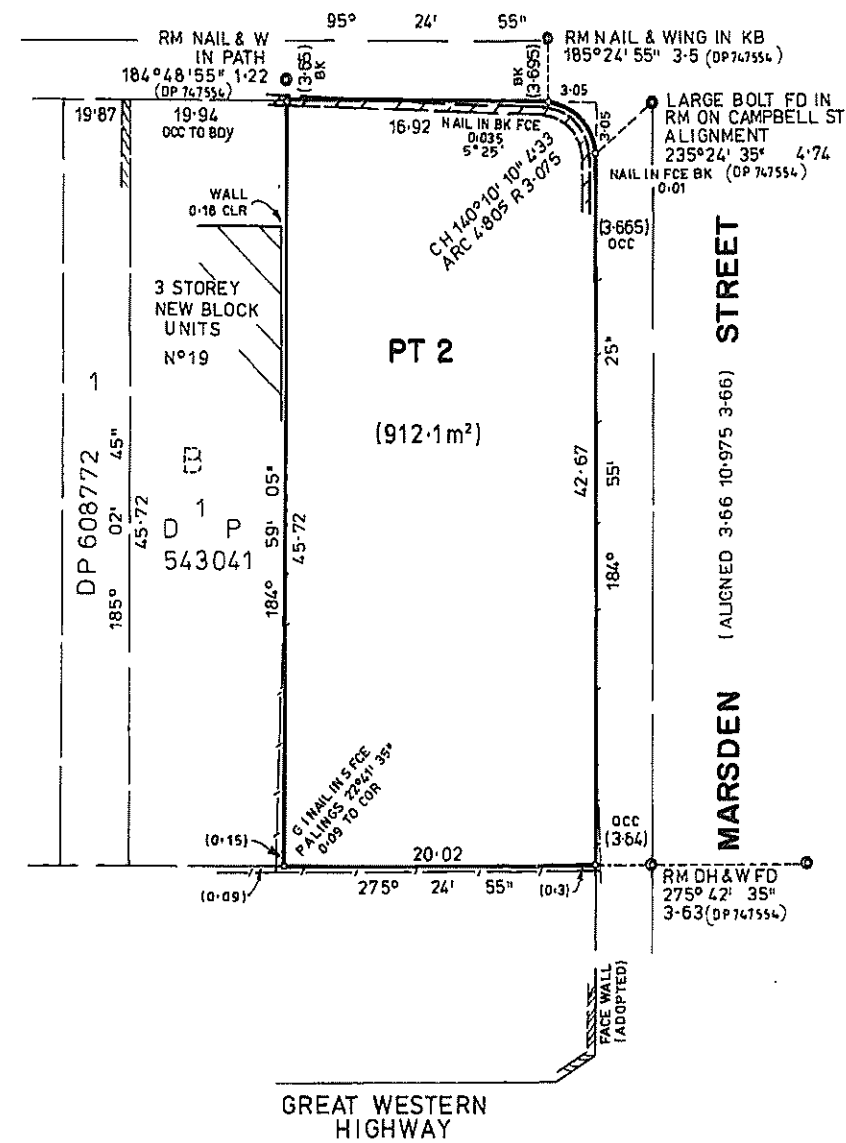 95° 24' 55"
RM NAIL & W
IN PATH
184°48'55" 1·22
(DP 747554)
(3·65)
BK
BK
(3·695)
RM NAIL & WING IN KB
185°24' 55" 3·5 (DP747554)
3·05
3·05
LARGE BOLT FD IN
RM ON CAMPBELL ST
ALIGNMENT
235°24' 35" 4·74
(DP 747554)
NAIL IN FCE BK
0·01
19·87
19·94
OCC TO BDY
16·92
NAIL IN BK FCE
0·035
5° 25'
CH 140°10' 10" 4·33
ARC 4·805 R 3·075
WALL
0·18 CLR
(3·665)
OCC
3 STOREY
NEW BLOCK
UNITS
Nº19
PT 2
(912·1m²)
1
DP 608772
185° 02' 45"
45·72
B
1
D P
543041
184° 59' 05"
45·72
184° 55' 25"
42·67
MARSDEN STREET
(ALIGNED 3·66 10·975 3·66)
G I NAIL IN S FCE
PALINGS 22°41' 35"
0·09 TO COR
(0·15)
(0·09)
20·02
275° 24' 55"
(0·3)
OCC
(3·64)
RM DH & W FD
275° 42' 35"
3·63 (DP747554)
FACE WALL
(ADOPTED)
GREAT WESTERN
HIGHWAY